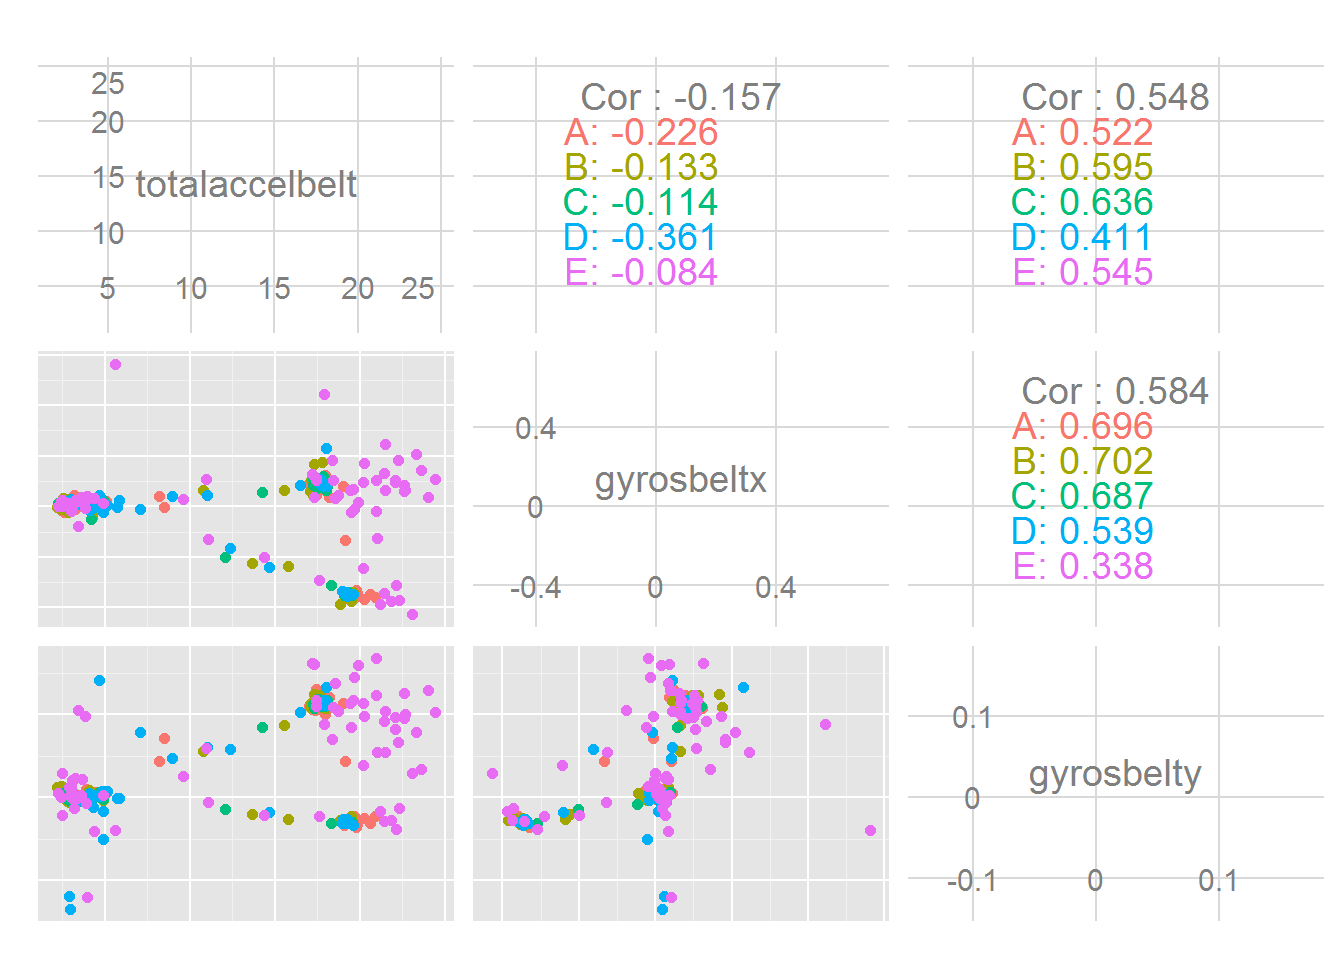 25
20
15 totalaccelbelt
10
5 10 15 20 25
Cor : -0.157
A: -0.226
B: -0.133
C: -0.114
D: -0.361
E: -0.084
Cor : 0.548
A: 0.522
B: 0.595
C: 0.636
D: 0.411
E: 0.545
0.4
gyrosbeltx
0
-0.4 0 0.4
Cor : 0.584
A: 0.696
B: 0.702
C: 0.687
D: 0.539
E: 0.338
0.1
gyrosbelty
0
-0.1 0 0.1